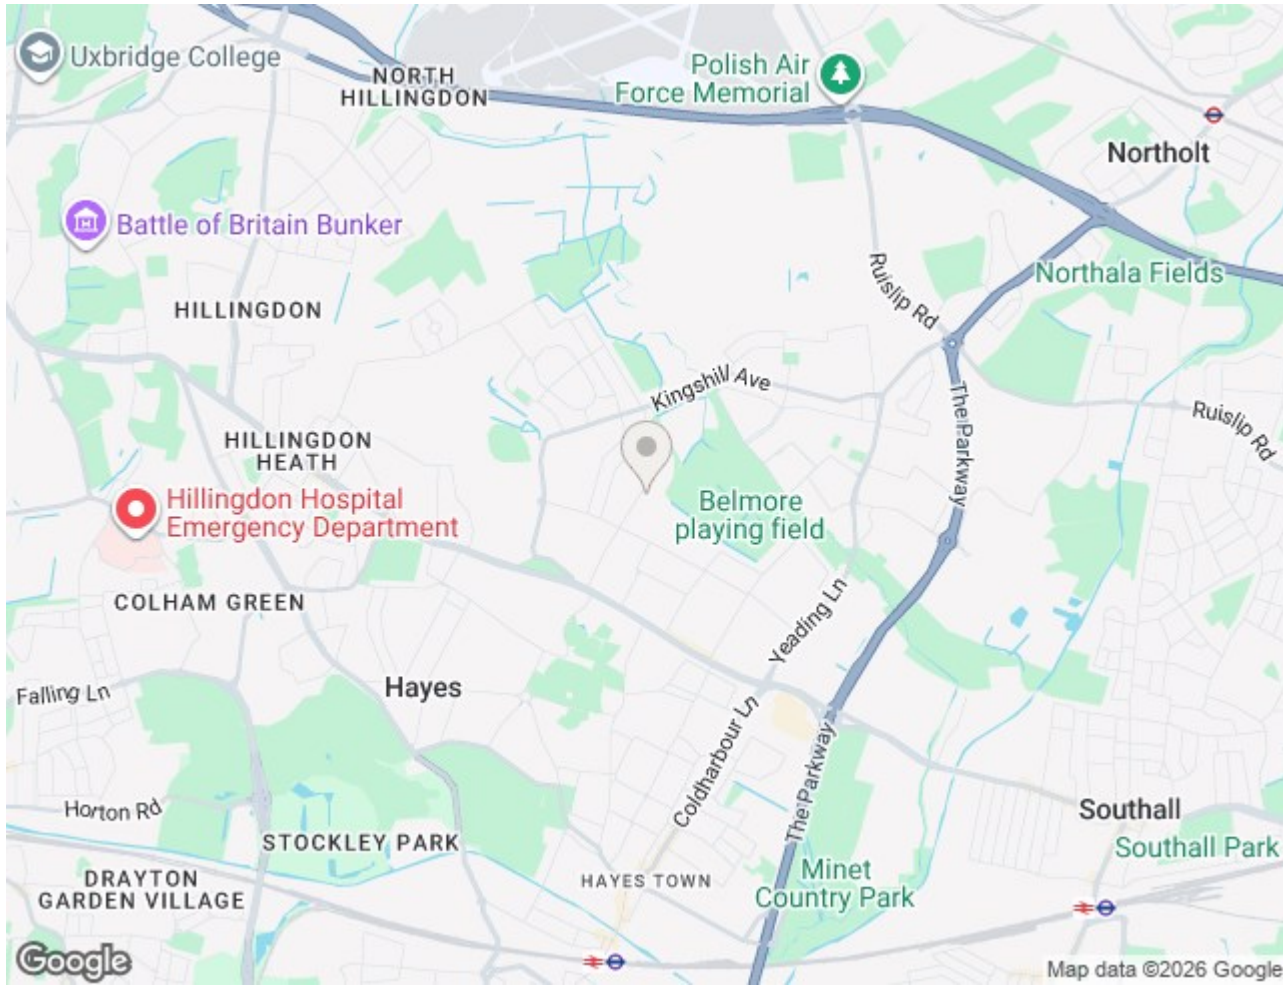 Uxbridge College
NORTH
HILLINGDON
Polish Air
Force Memorial
Northolt
Battle of Britain Bunker
Ruislip Rd
Northala Fields
HILLINGDON
Kingshill Ave
The Parkway
Ruislip Rd
HILLINGDON
HEATH
Hillingdon Hospital
Emergency Department
Belmore
playing field
COLHAM GREEN
Yeading Ln
Falling Ln
Hayes
Coldharbour Ln
The Parkway
Horton Rd
Southall
STOCKLEY PARK
Southall Park
DRAYTON
GARDEN VILLAGE
HAYES TOWN
Minet
Country Park
Google
Map data ©2026 Google